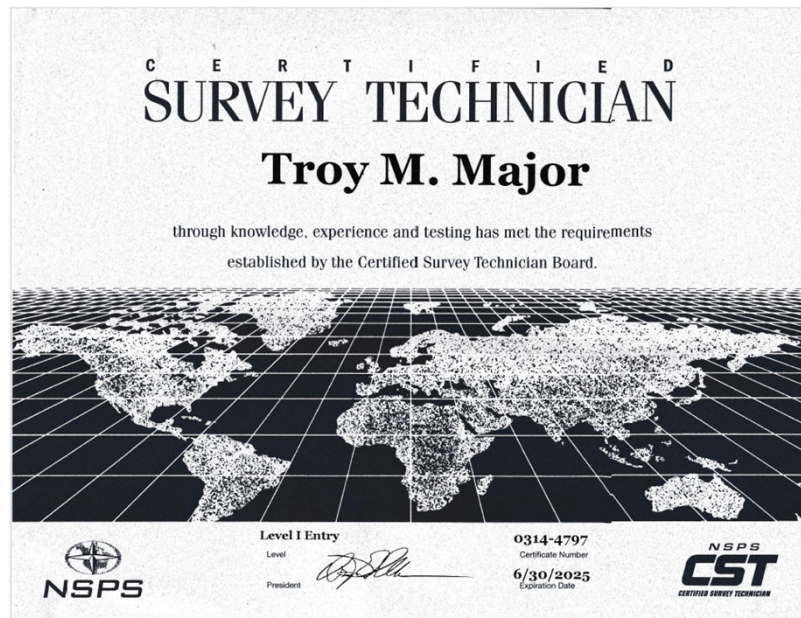 CERTIFIED
SURVEY TECHNICIAN
Troy M. Major
through knowledge, experience and testing has met the requirements
established by the Certified Survey Technician Board.
Level I Entry
Level
President
0314-4797
Certificate Number
6/30/2025
Expiration Date
NSPS
NSPS
CST
CERTIFIED SURVEY TECHNICIAN